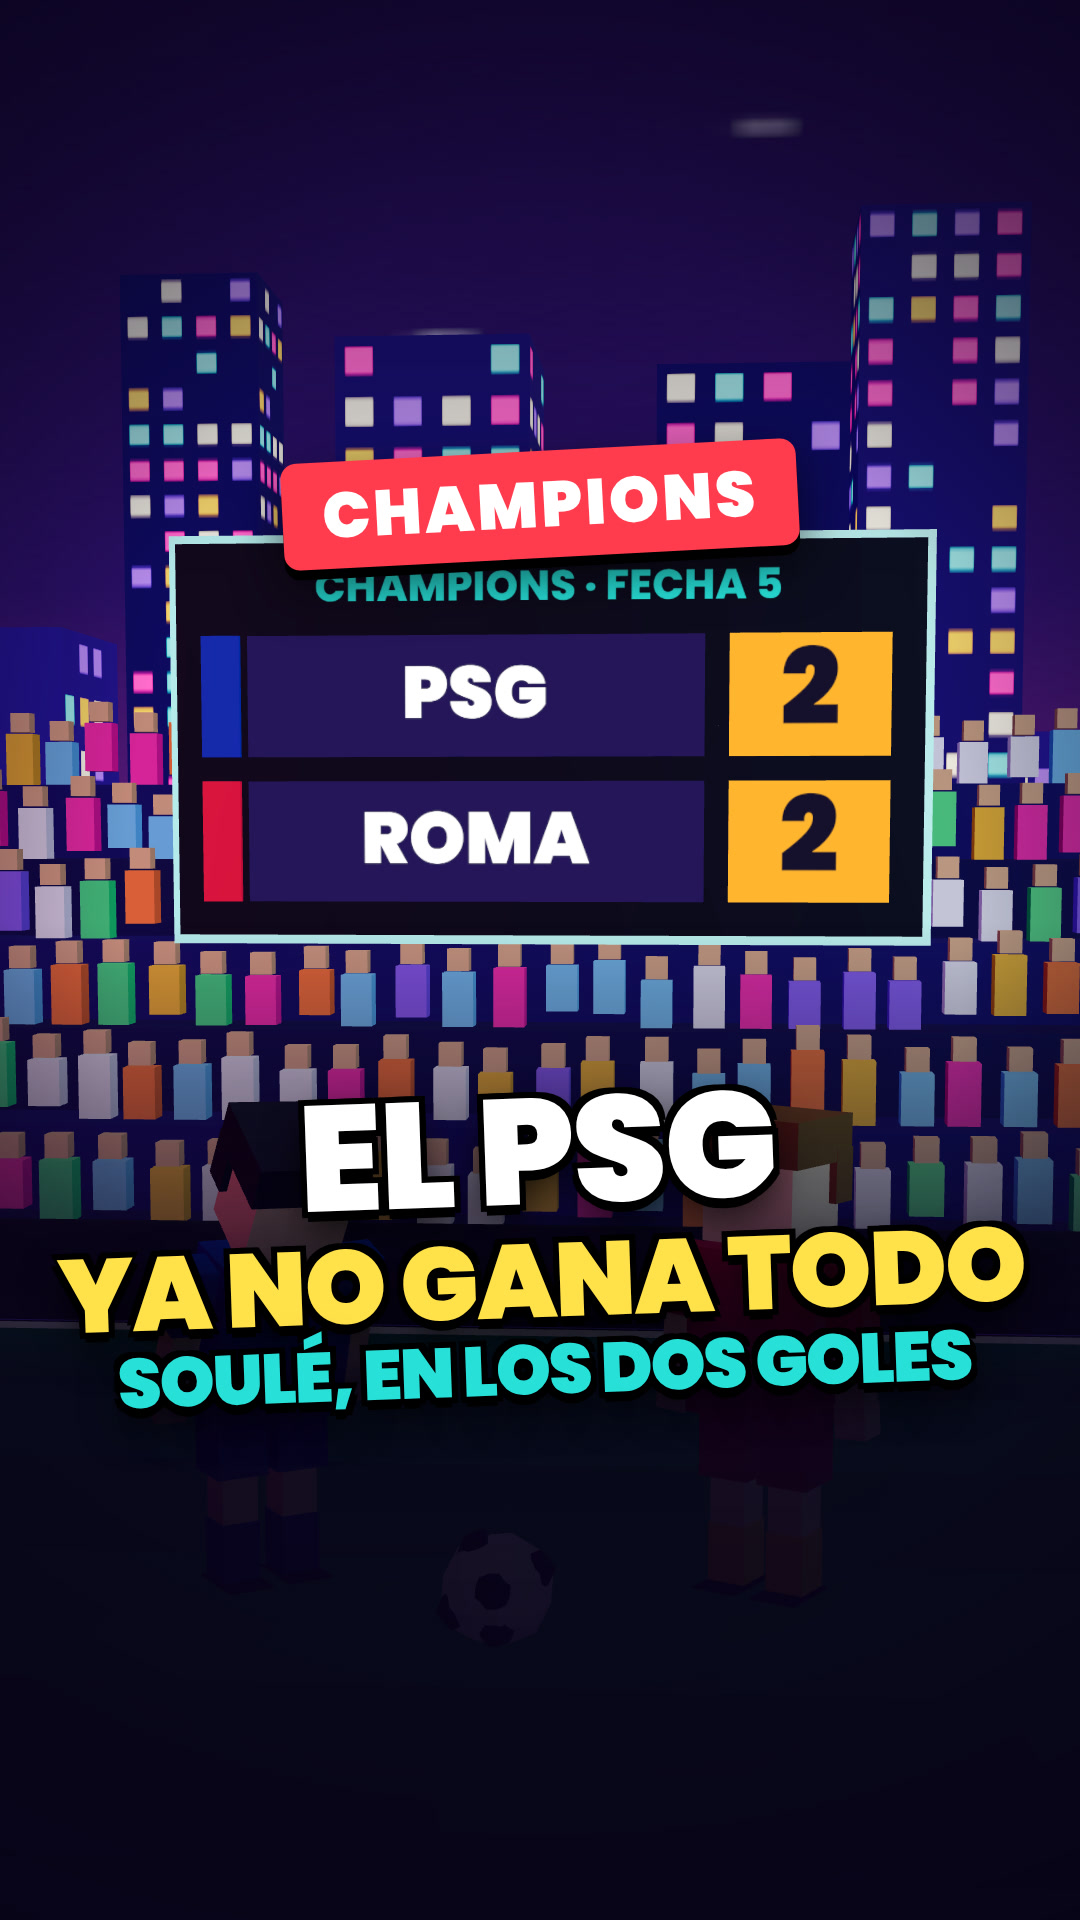 CHAMPIONS
CHAMPIONS · FECHA 5
PSG 2
ROMA 2
EL PSG
YA NO GANA TODO
SOULÉ, EN LOS DOS GOLES